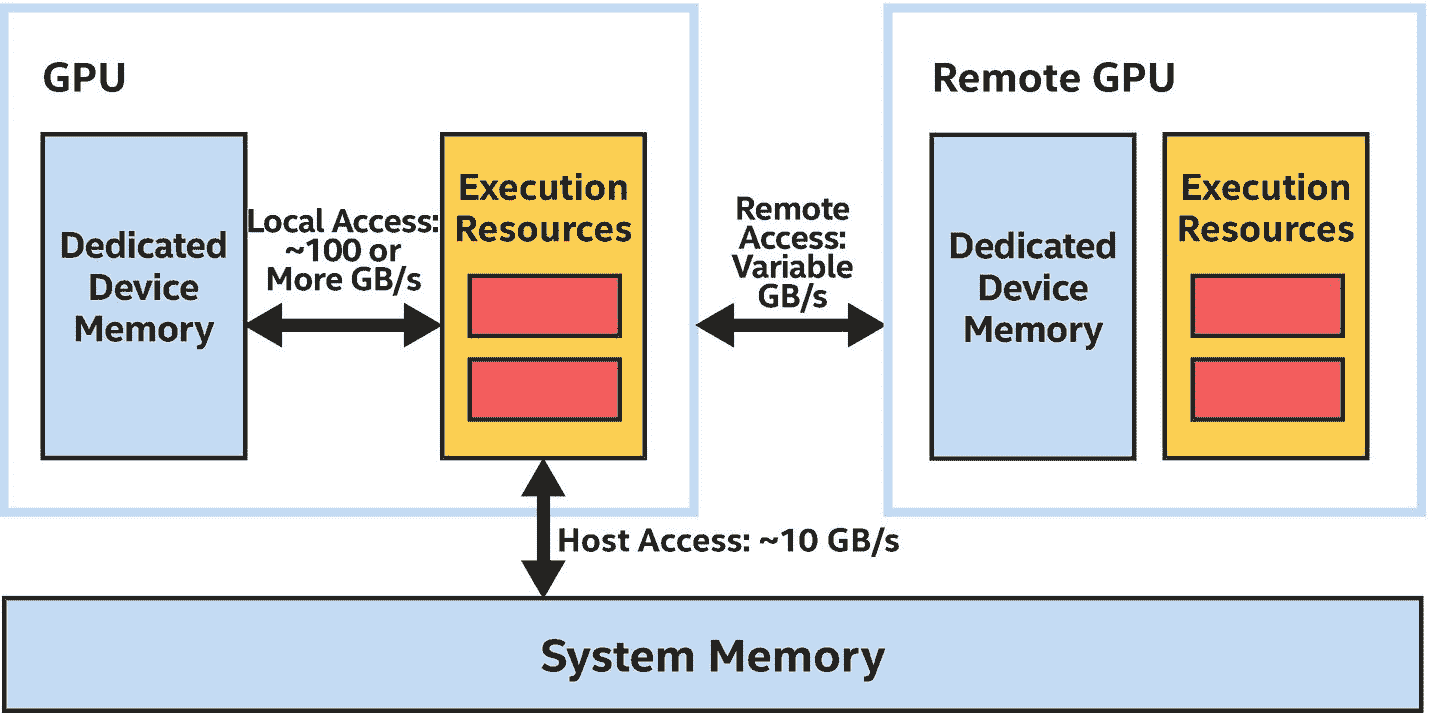 GPU
Dedicated
Device
Memory
Local Access:
~100 or
More GB/s
Execution
Resources
Remote
Access:
Variable
GB/s
Remote GPU
Dedicated
Device
Memory
Execution
Resources
Host Access: ~10 GB/s
System Memory